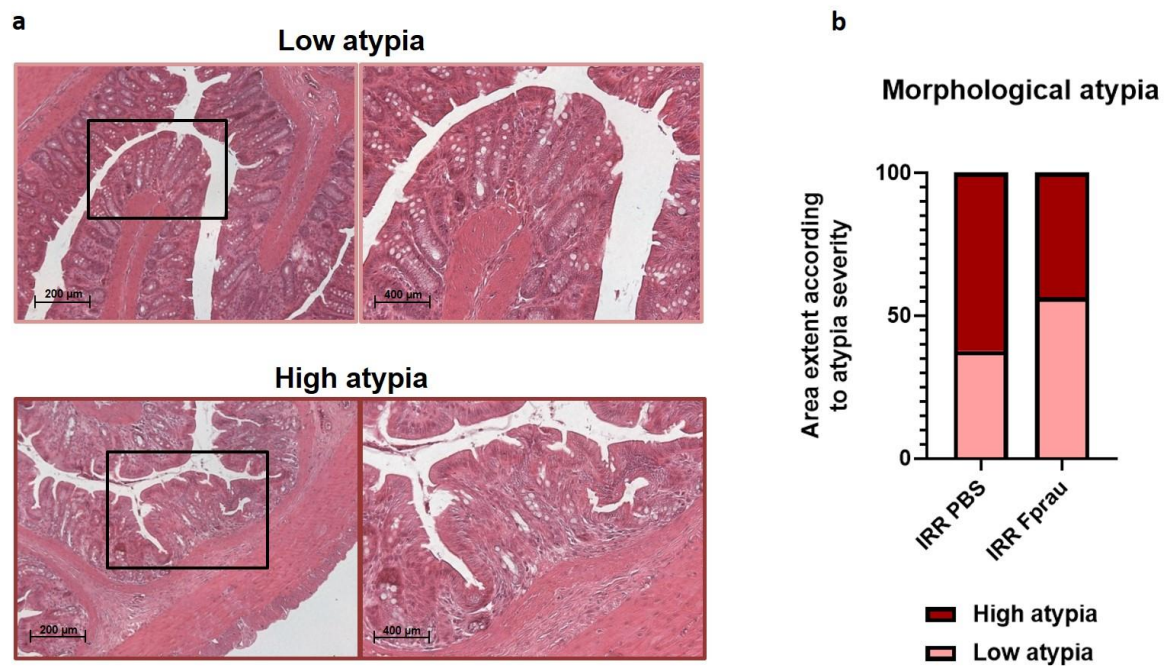 a
Low atypia
200 µm
400 µm
High atypia
200 µm
400 µm
b
Morphological atypia
Area extent according
to atypia severity
100
50
0
IRR PBS
IRR Fprau
High atypia
Low atypia